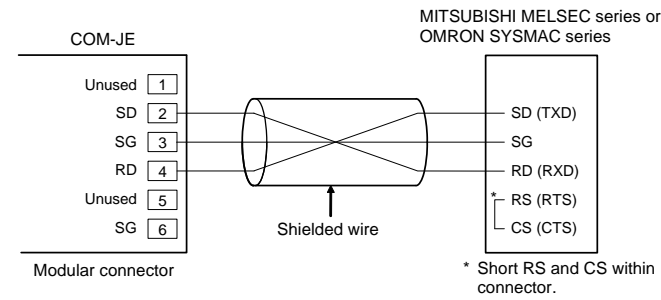 MITSUBISHI MELSEC series or
OMRON SYSMAC series
COM-JE
Unused 1
SD 2
SG 3
RD 4
Unused 5
SG 6
SD (TXD)
SG
RD (RXD)
* RS (RTS)
CS (CTS)
Shielded wire
Modular connector
* Short RS and CS within
connector.